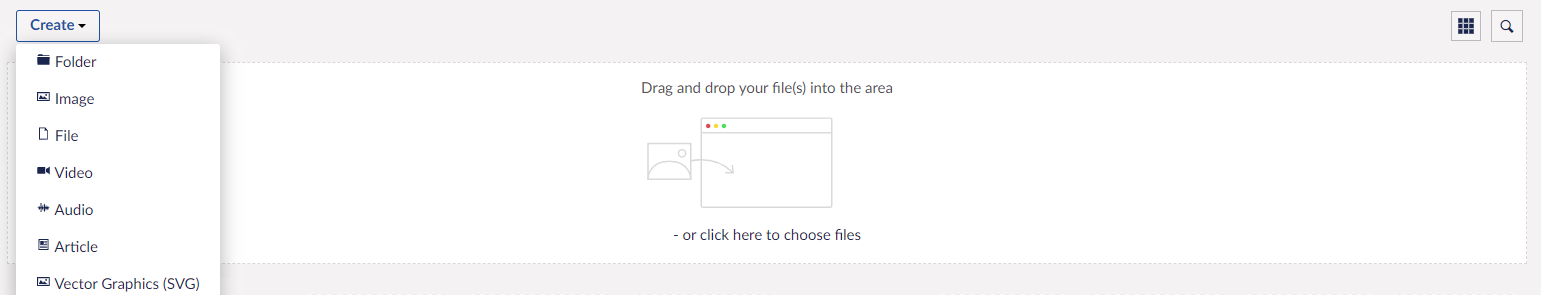 Create
Folder
Image
File
Video
Audio
Article
Vector Graphics (SVG)
Drag and drop your file(s) into the area
- or click here to choose files